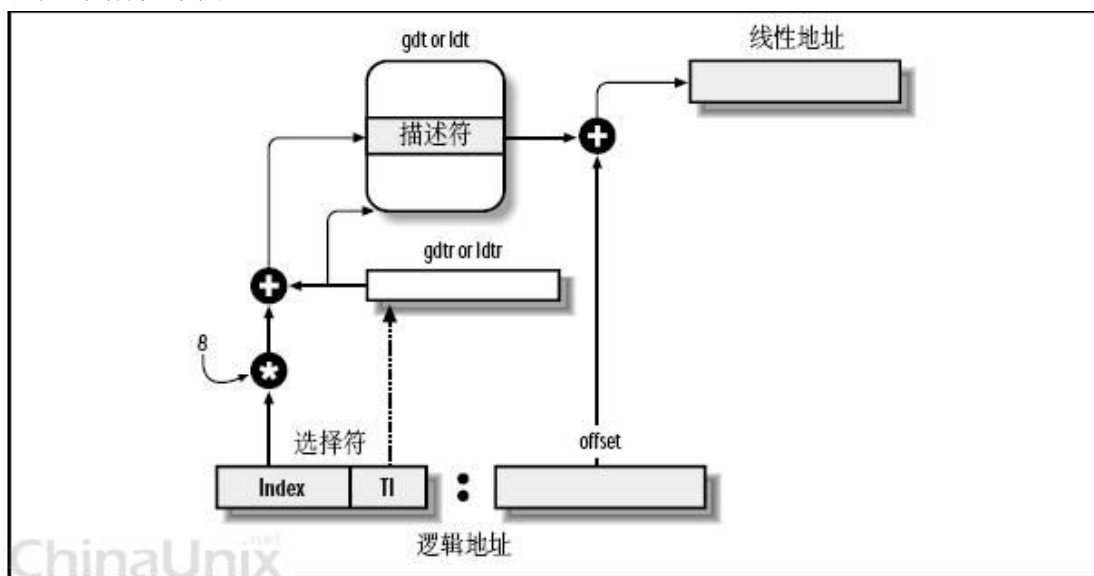 gdt or ldt
线性地址
描述符
gdtr or ldtr
8
选择符
offset
Index
TI
:
逻辑地址
ChinaUnix.net